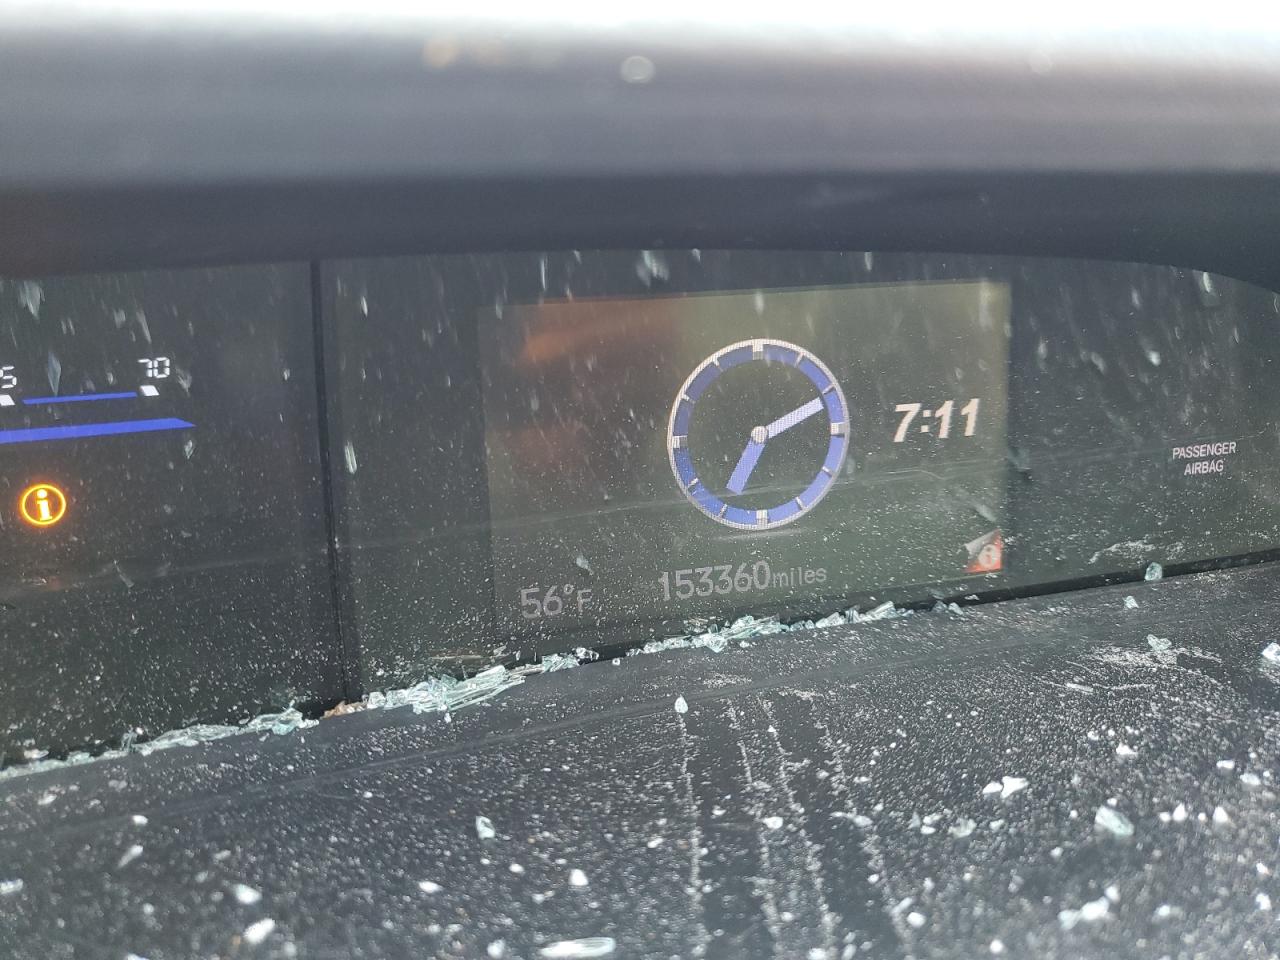 70
i
7:11
PASSENGER
AIRBAG
i
56°F 153360miles